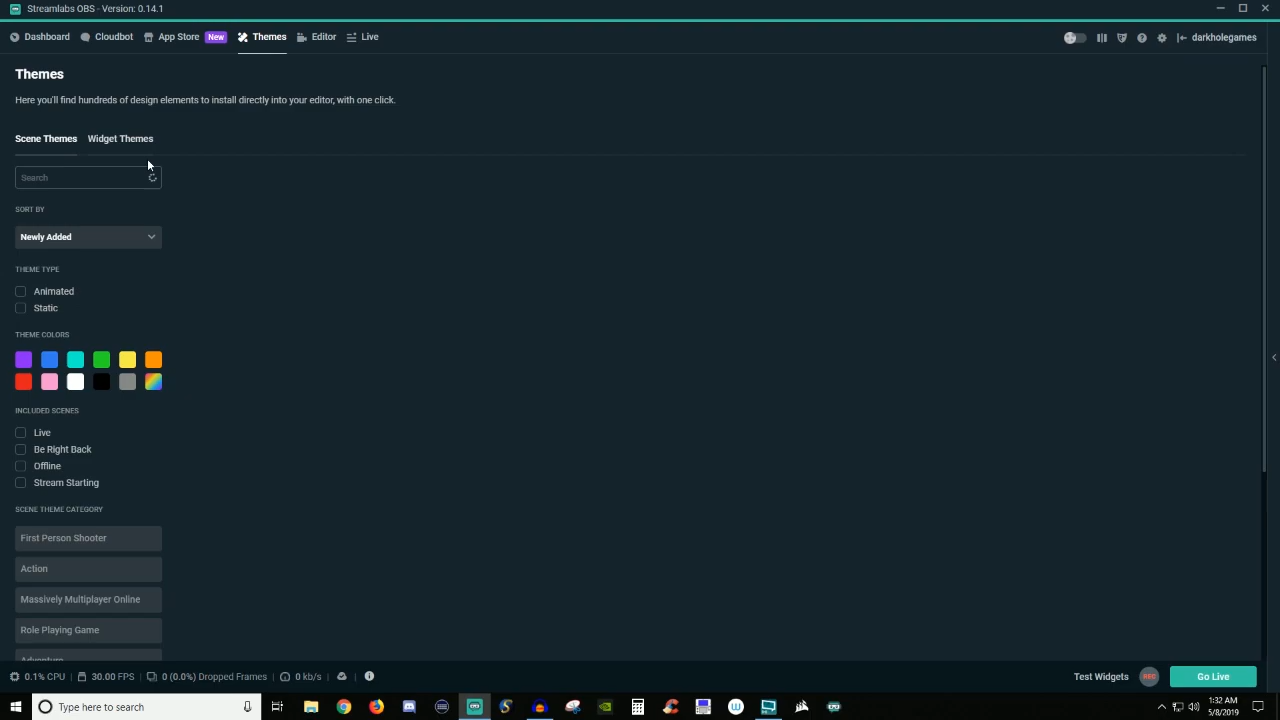 Streamlabs OBS - Version: 0.14.1
Dashboard Cloudbot App Store New Themes Editor Live darkholegames
Themes
Here you'll find hundreds of design elements to install directly into your editor, with one click.
Scene Themes Widget Themes
Search
SORT BY
Newly Added
THEME TYPE
Animated
Static
THEME COLORS
INCLUDED SCENES
Live
Be Right Back
Offline
Stream Starting
SCENE THEME CATEGORY
First Person Shooter
Action
Massively Multiplayer Online
Role Playing Game
Adventure
0.1% CPU 30.00 FPS 0 (0.0%) Dropped Frames 0 kb/s Test Widgets REC Go Live
Type here to search
1:32 AM
5/8/2019